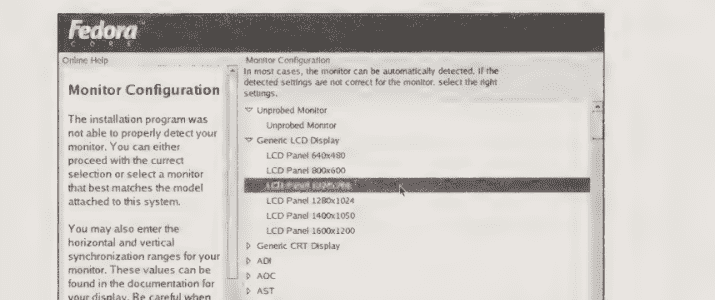 Fedora
CORE
Online Help
Monitor Configuration
The installation program was
not able to properly detect your
monitor. You can either
proceed with the currect
selection or select a monitor
that best matches the model
attached to this system.
You may also enter the
horizontal and vertical
synchronization ranges for your
monitor. These values can be
found in the documentation for
your display. Be careful when
Monitor Configuration
In most cases, the monitor can be automatically detected. If the
detected settings are not correct for the monitor, select the right
settings.
Unprobed Monitor
Unprobed Monitor
Generic LCD Display
LCD Panel 640x480
LCD Panel 800x600
LCD Panel 1024x768
LCD Panel 1280x1024
LCD Panel 1400x1050
LCD Panel 1600x1200
Generic CRT Display
ADI
AOC
AST